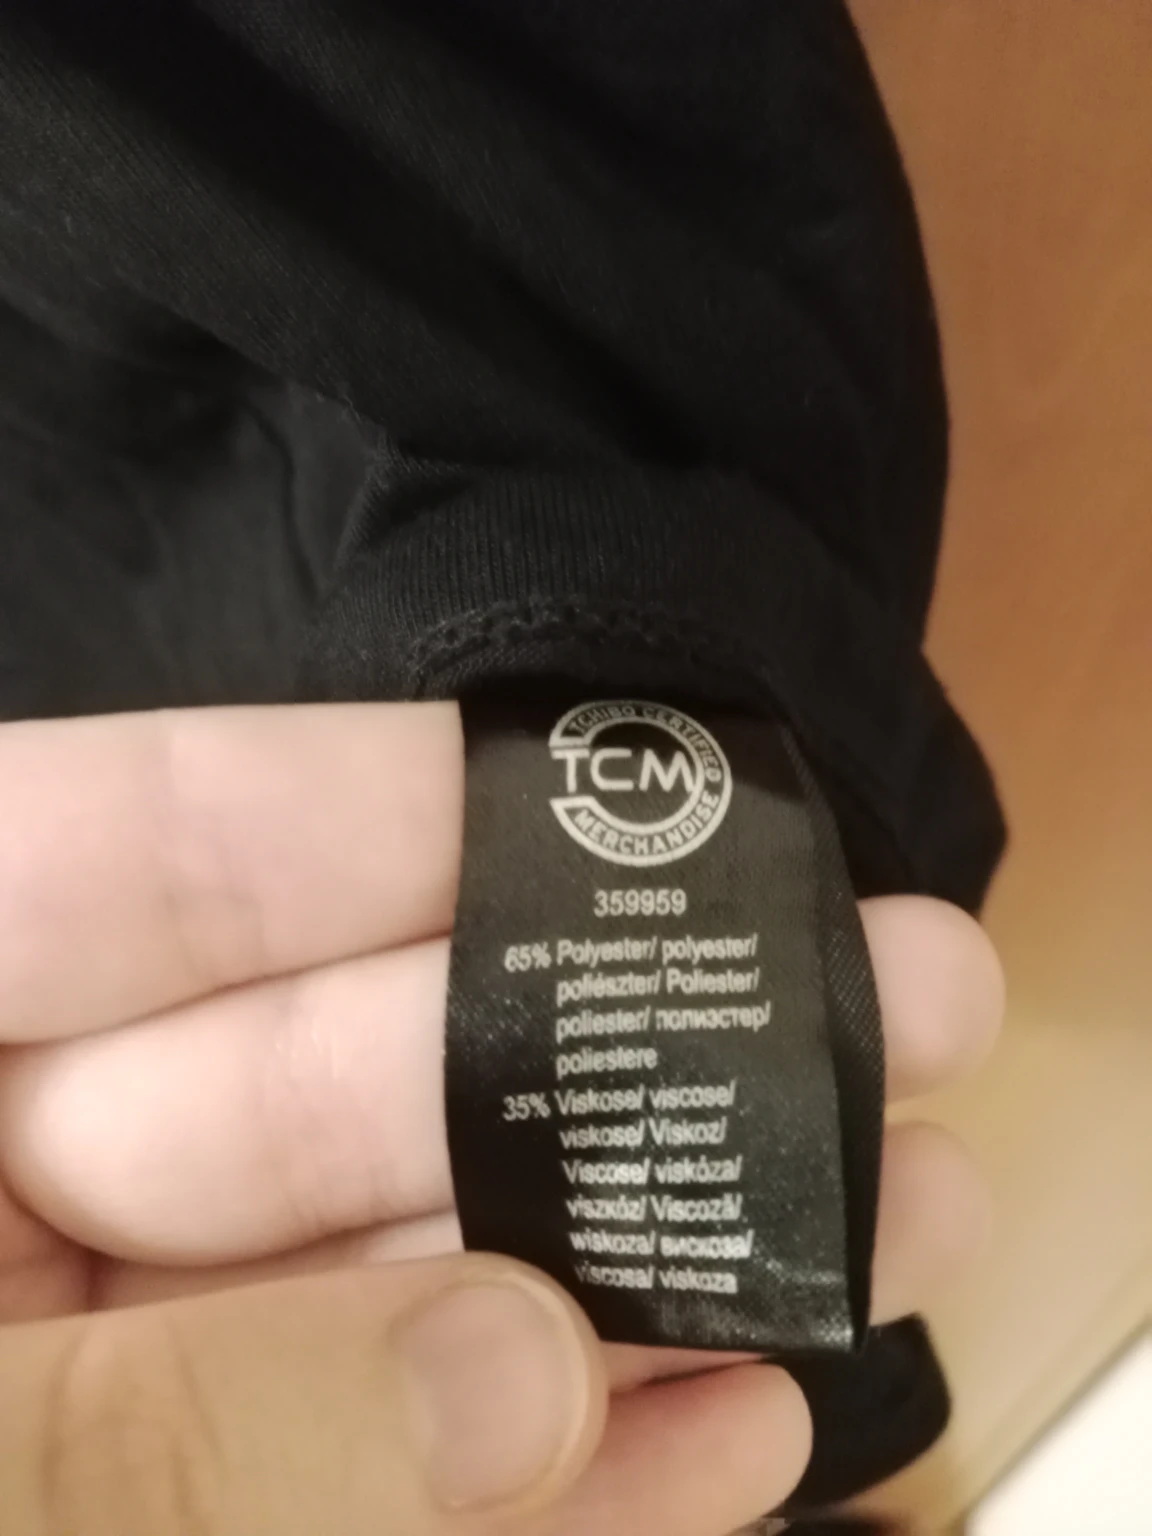 TCHIBO CERTIFIED
TCM
MERCHANDISE
359959
65% Polyester/ polyester/
poliészter/ Poliester/
poliester/ полиэстер/
poliestere
35% Viskose/ viscose/
viskose/ Viskoz/
Viscose/ viskóza/
viszkóz/ Viscoză/
wiskoza/ вискоза/
viscosa/ viskoza